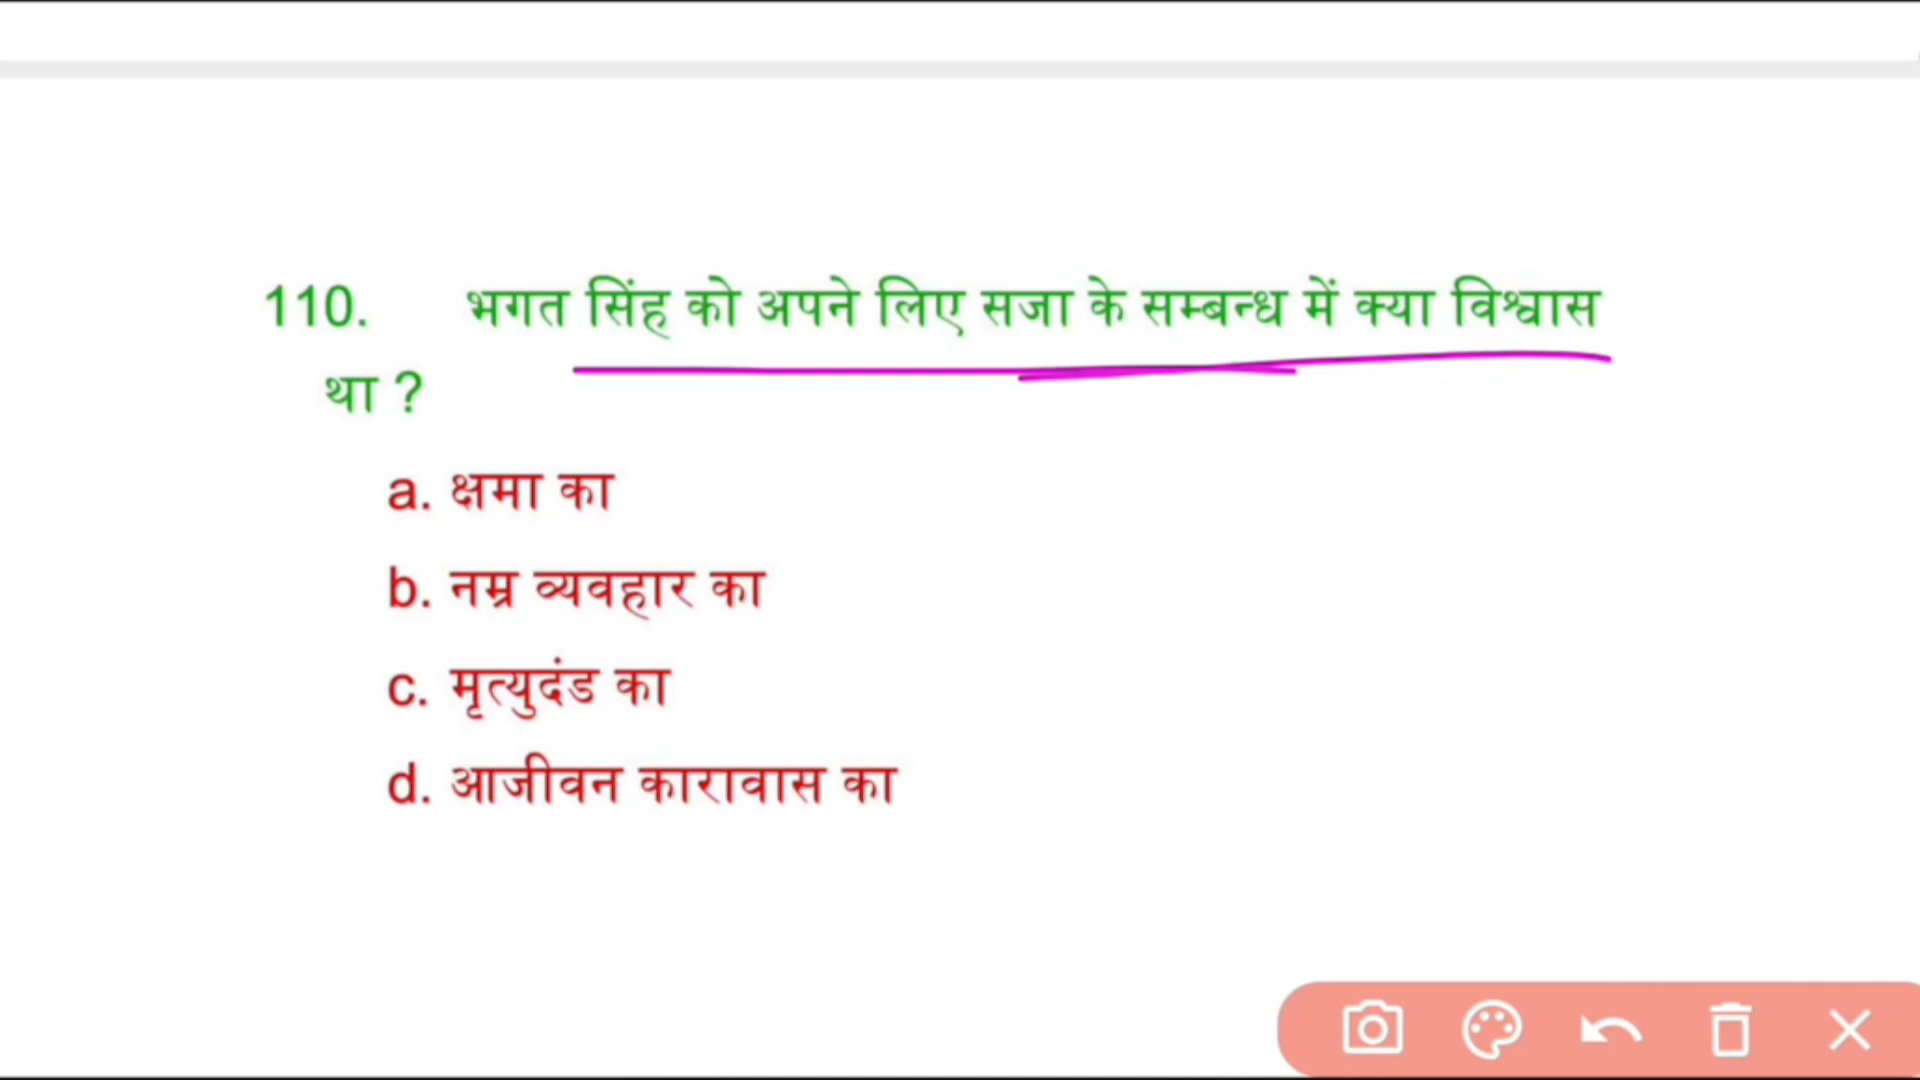 110. भगत सिंह को अपने लिए सजा के सम्बन्ध में क्या विश्वास
था ?
a. क्षमा का
b. नम्र व्यवहार का
c. मृत्युदंड का
d. आजीवन कारावास का